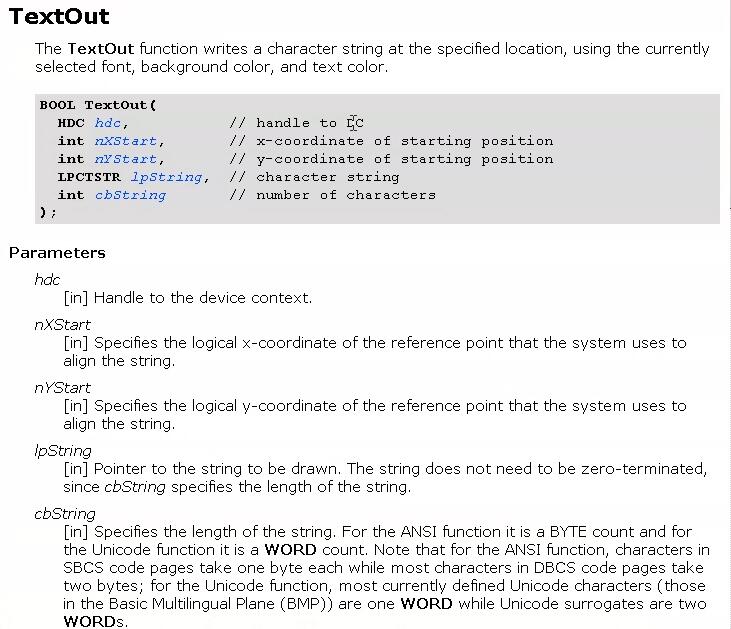 TextOut
The TextOut function writes a character string at the specified location, using the currently
selected font, background color, and text color.
BOOL TextOut(
HDC hdc, // handle to DC
int nXStart, // x-coordinate of starting position
int nYStart, // y-coordinate of starting position
LPCTSTR lpString, // character string
int cbString // number of characters
);
Parameters
hdc
[in] Handle to the device context.
nXStart
[in] Specifies the logical x-coordinate of the reference point that the system uses to
align the string.
nYStart
[in] Specifies the logical y-coordinate of the reference point that the system uses to
align the string.
lpString
[in] Pointer to the string to be drawn. The string does not need to be zero-terminated,
since cbString specifies the length of the string.
cbString
[in] Specifies the length of the string. For the ANSI function it is a BYTE count and for
the Unicode function it is a WORD count. Note that for the ANSI function, characters in
SBCS code pages take one byte each while most characters in DBCS code pages take
two bytes; for the Unicode function, most currently defined Unicode characters (those
in the Basic Multilingual Plane (BMP)) are one WORD while Unicode surrogates are two
WORDs.